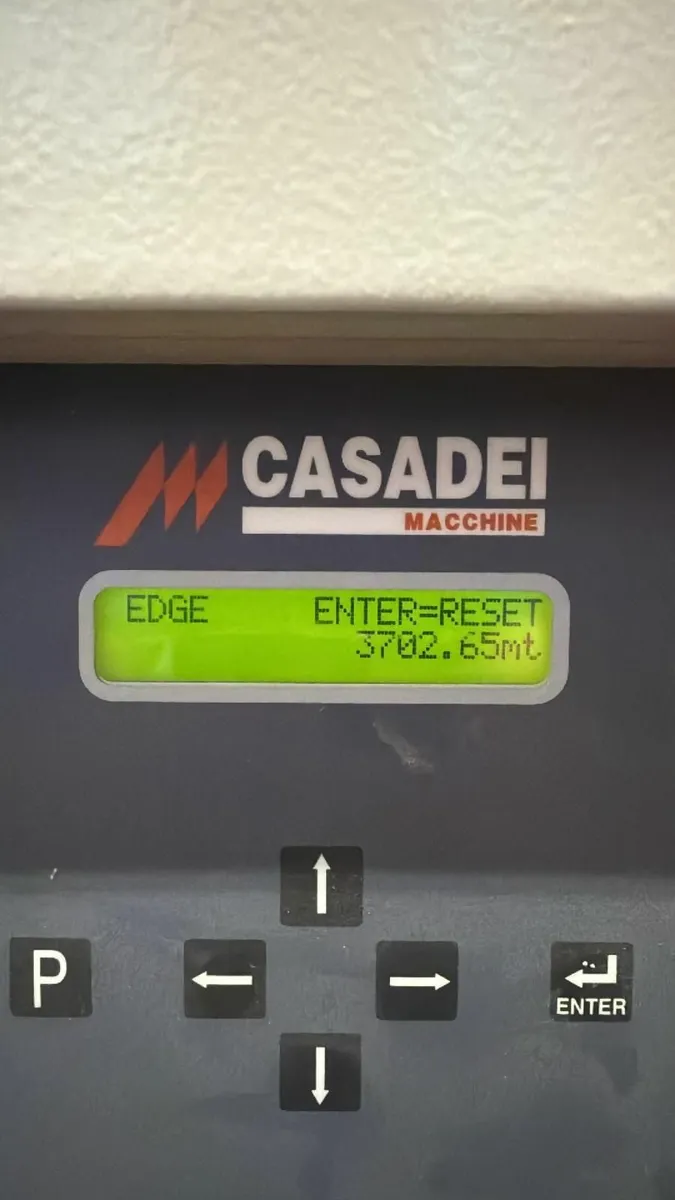 CASADEI
MACCHINE
EDGE ENTER=RESET
3702.65mt
P
ENTER